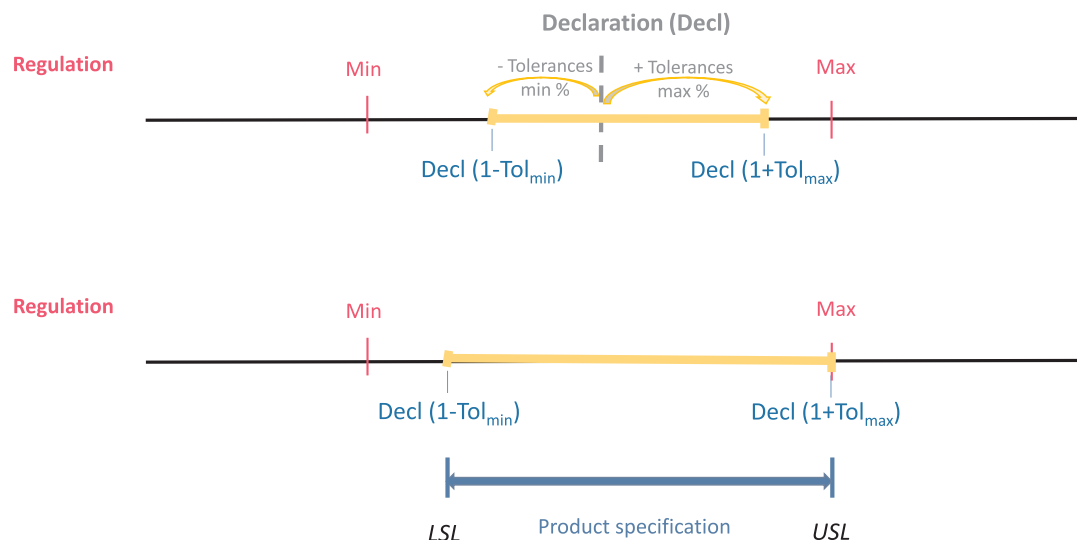 Declaration (Decl)
Regulation
Min
- Tolerances
min %
+ Tolerances
max %
Max
Decl (1-Tolmin)
Decl (1+Tolmax)
Regulation
Min
Max
Decl (1-Tolmin)
Decl (1+Tolmax)
LSL
Product specification
USL